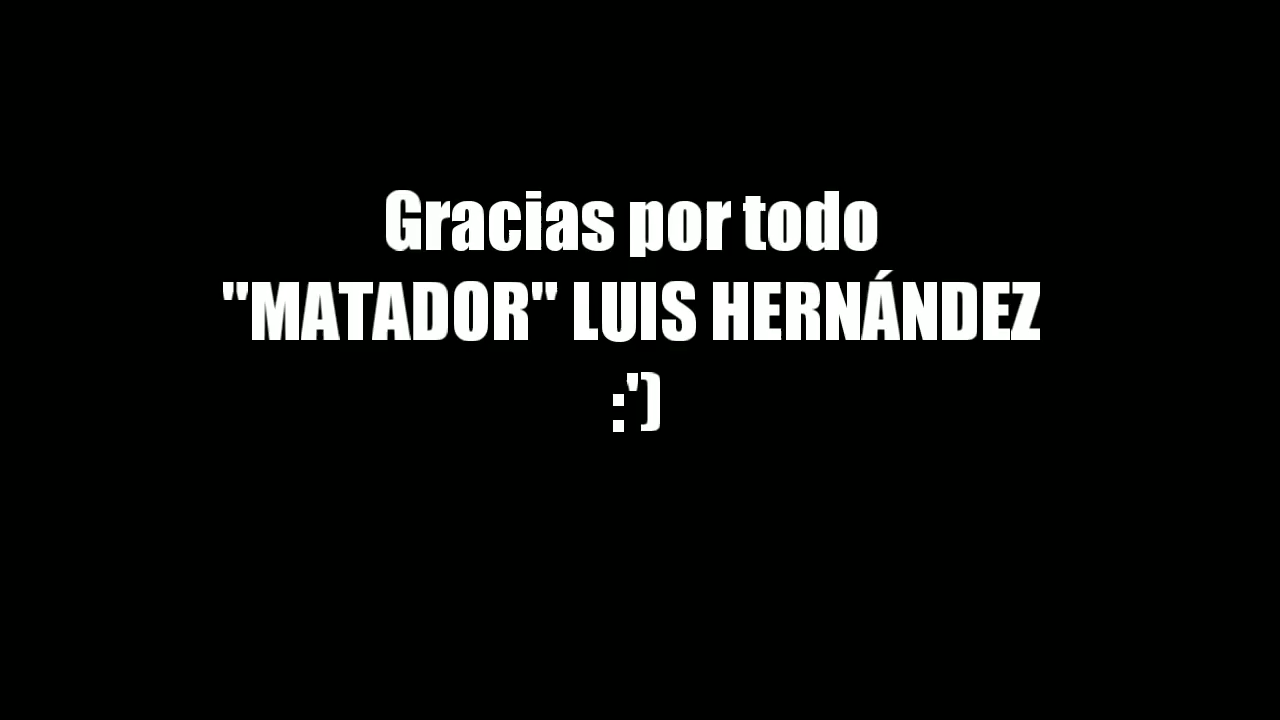 Gracias por todo
"MATADOR" LUIS HERNÁNDEZ
:')